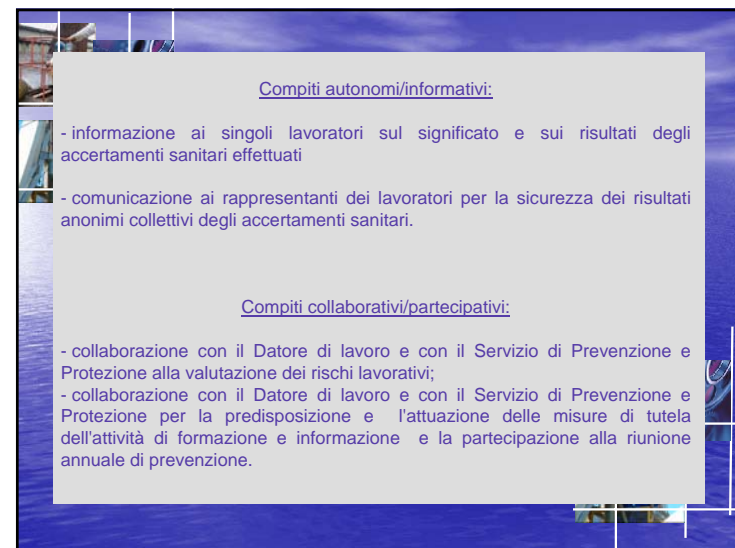 Compiti autonomi/informativi:
- informazione ai singoli lavoratori sul significato e sui risultati degli
accertamenti sanitari effettuati
- comunicazione ai rappresentanti dei lavoratori per la sicurezza dei risultati
anonimi collettivi degli accertamenti sanitari.
Compiti collaborativi/partecipativi:
- collaborazione con il Datore di lavoro e con il Servizio di Prevenzione e
Protezione alla valutazione dei rischi lavorativi;
- collaborazione con il Datore di lavoro e con il Servizio di Prevenzione e
Protezione per la predisposizione e l'attuazione delle misure di tutela
dell'attività di formazione e informazione e la partecipazione alla riunione
annuale di prevenzione.